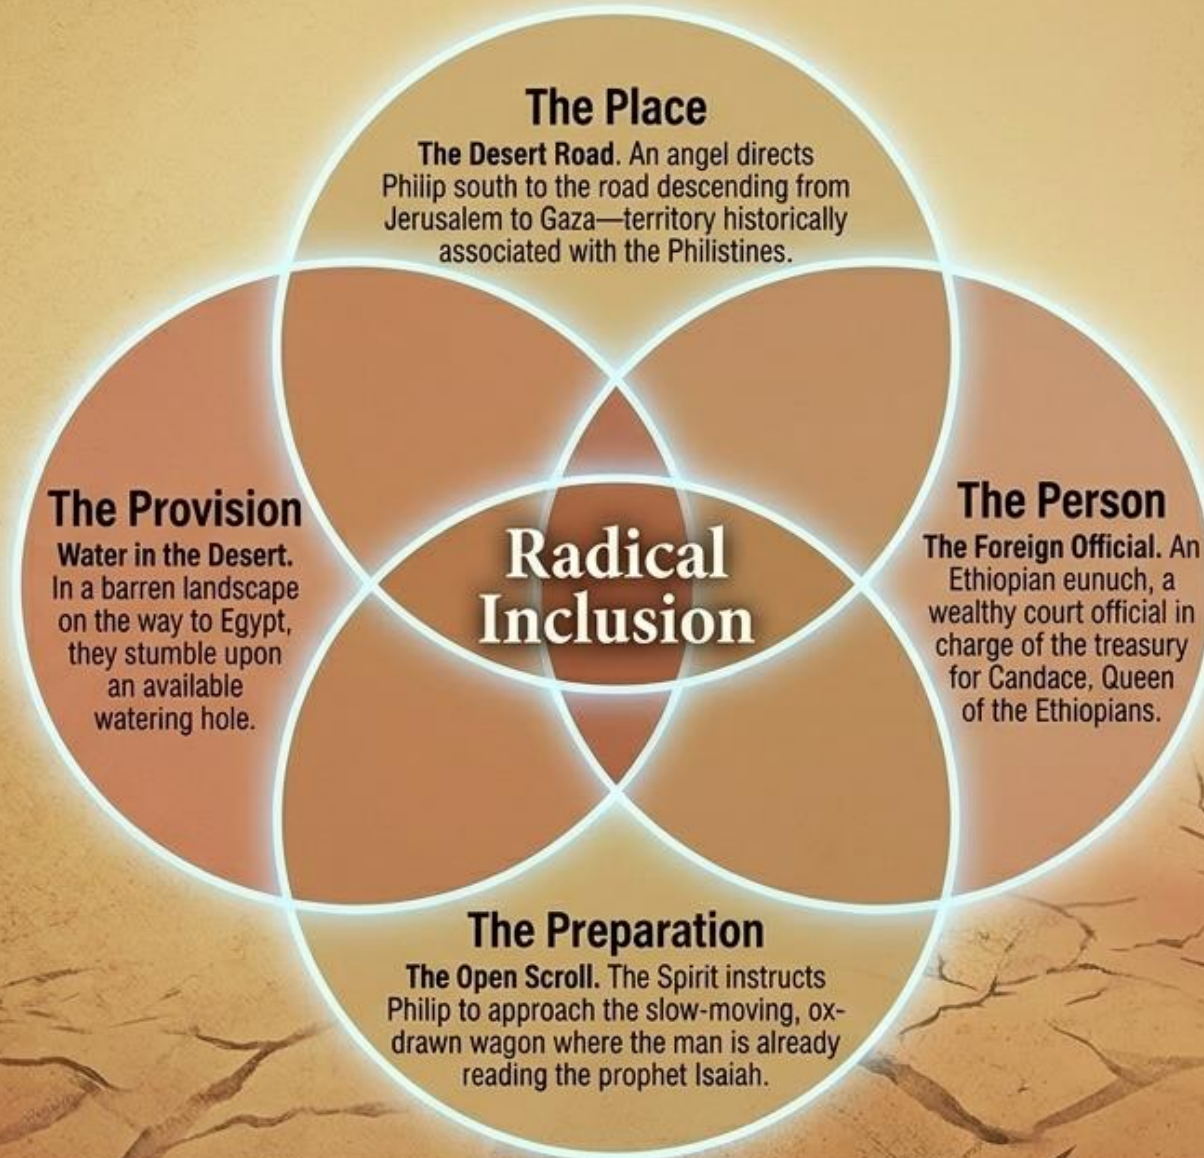 The Place
The Desert Road. An angel directs
Philip south to the road descending from
Jerusalem to Gaza—territory historically
associated with the Philistines.
The Provision
Water in the Desert.
In a barren landscape
on the way to Egypt,
they stumble upon
an available
watering hole.
Radical
Inclusion
The Person
The Foreign Official. An
Ethiopian eunuch, a
wealthy court official in
charge of the treasury
for Candace, Queen
of the Ethiopians.
The Preparation
The Open Scroll. The Spirit instructs
Philip to approach the slow-moving, ox-
drawn wagon where the man is already
reading the prophet Isaiah.